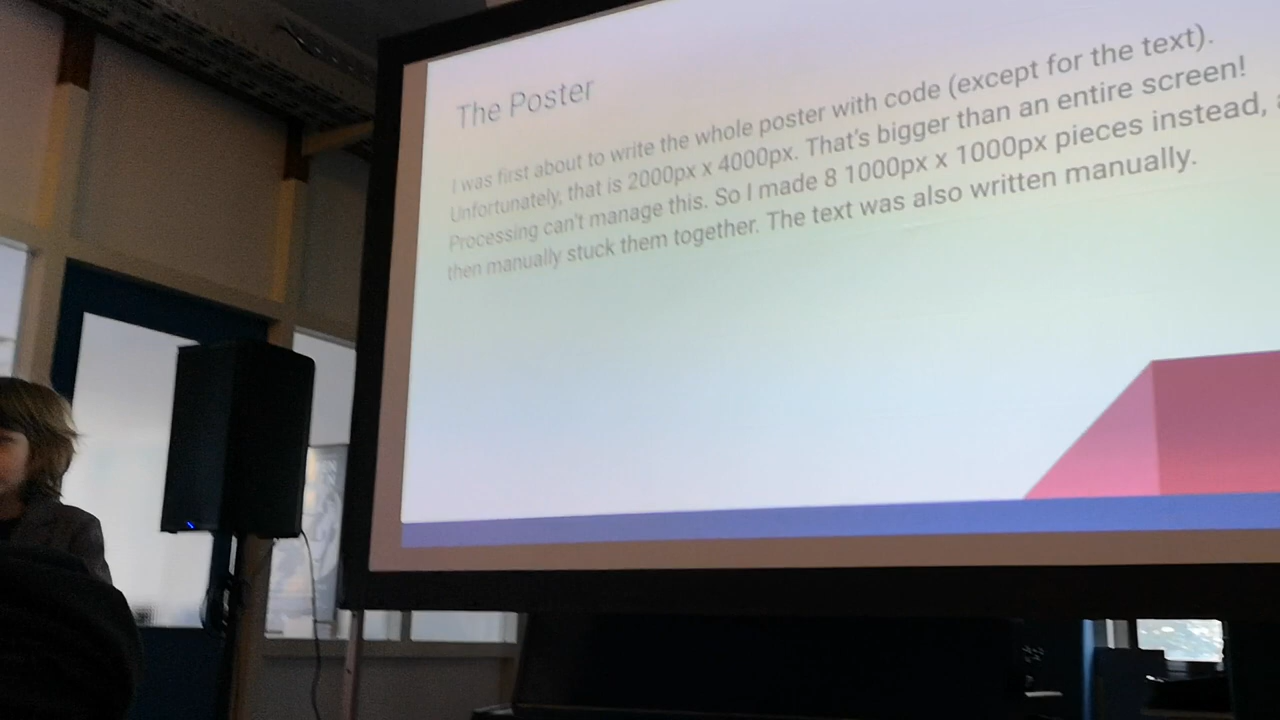 The Poster
I was first about to write the whole poster with code (except for the text).
Unfortunately, that is 2000px x 4000px. That's bigger than an entire screen!
Processing can't manage this. So I made 8 1000px x 1000px pieces instead,
then manually stuck them together. The text was also written manually.